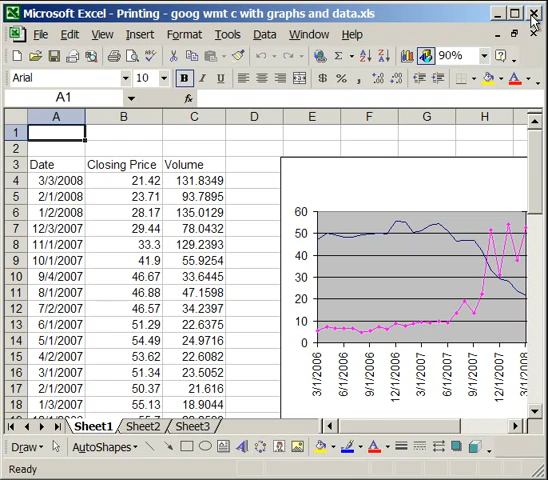 Microsoft Excel - Printing - goog wmt c with graphs and data.xls
File Edit View Insert Format Tools Data Window Help
90%
Arial 10 B I U $ % ,
A1 fx
A B C D E F G H
1
2
3 Date Closing Price Volume
4 3/3/2008 21.42 131.8349
5 2/1/2008 23.71 93.7895
6 1/2/2008 28.17 135.0129
7 12/3/2007 29.44 78.0432
8 11/1/2007 33.3 129.2393
9 10/1/2007 41.9 55.9254
10 9/4/2007 46.67 33.6445
11 8/1/2007 46.88 47.1598
12 7/2/2007 46.57 34.2397
13 6/1/2007 51.29 22.6375
14 5/1/2007 54.49 24.9716
15 4/2/2007 53.62 22.6082
16 3/1/2007 51.34 23.5052
17 2/1/2007 50.37 21.616
18 1/3/2007 55.13 18.9044
60
50
40
30
20
10
0
3/1/2006 6/1/2006 9/1/2006 12/1/2006 3/1/2007 6/1/2007 9/1/2007 12/1/2007 3/1/2008
Sheet1 Sheet2 Sheet3
Draw AutoShapes
Ready